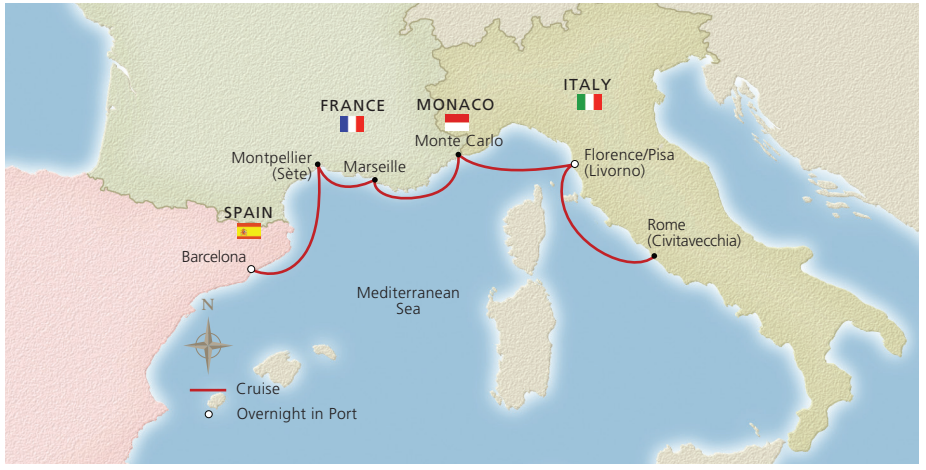 ITALY
FRANCE
MONACO
Monte Carlo
Montpellier
(Sète)
Marseille
Florence/Pisa
(Livorno)
SPAIN
Rome
(Civitavecchia)
Barcelona
Mediterranean
Sea
N
Cruise
Overnight in Port